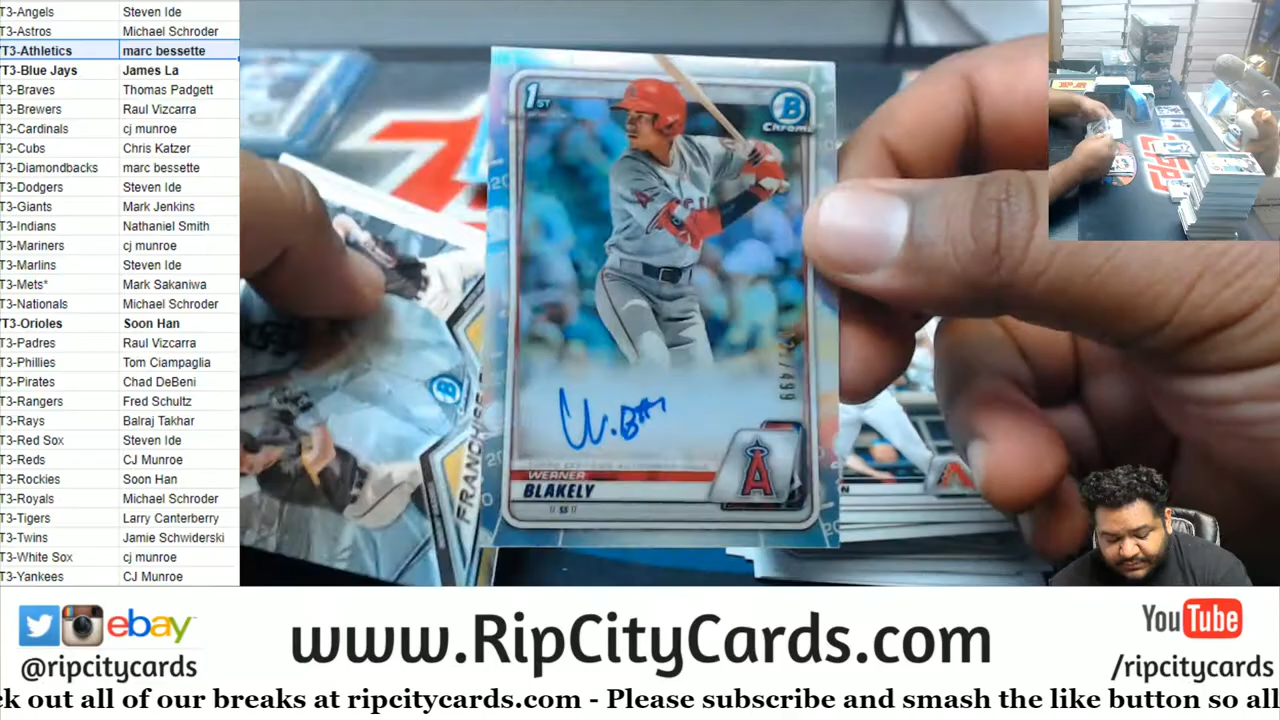 T3-Angels Steven Ide
T3-Astros Michael Schroder
T3-Athletics marc bessette
T3-Blue Jays James La
T3-Braves Thomas Padgett
T3-Brewers Raul Vizcarra
T3-Cardinals cj munroe
T3-Cubs Chris Katzer
T3-Diamondbacks marc bessette
T3-Dodgers Steven Ide
T3-Giants Mark Jenkins
T3-Indians Nathaniel Smith
T3-Mariners cj munroe
T3-Marlins Steven Ide
T3-Mets* Mark Sakaniwa
T3-Nationals Michael Schroder
T3-Orioles Soon Han
T3-Padres Raul Vizcarra
T3-Phillies Tom Ciampaglia
T3-Pirates Chad DeBeni
T3-Rangers Fred Schultz
T3-Rays Balraj Takhar
T3-Red Sox Steven Ide
T3-Reds CJ Munroe
T3-Rockies Soon Han
T3-Royals Michael Schroder
T3-Tigers Larry Canterberry
T3-Twins Jamie Schwiderski
T3-White Sox cj munroe
T3-Yankees CJ Munroe
1ST
B
Chrome
/499
W.
WERNER
BLAKELY
SS
A
B
FRANCHISE
ebay
@ripcitycards
www.RipCityCards.com
YouTube
/ripcitycards
ck out all of our breaks at ripcitycards.com - Please subscribe and smash the like button so all